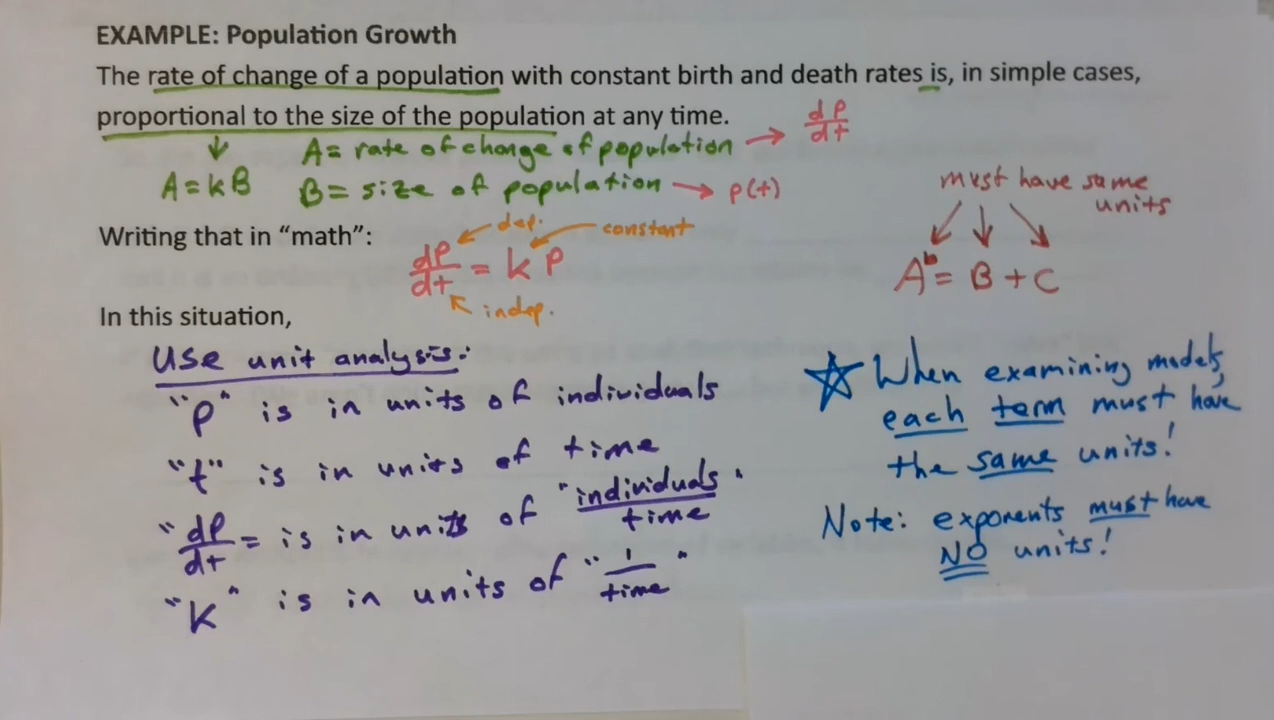 EXAMPLE: Population Growth
The rate of change of a population with constant birth and death rates is, in simple cases,
proportional to the size of the population at any time.
A = rate of change of population → dP/dt
A = kB
B = size of population → P(t)
must have same
units
Writing that in “math”:
dep.
constant
dP/dt = k P
indep.
A^b = B + C
In this situation,
Use unit analysis:
"P" is in units of individuals
"t" is in units of time
"dP/dt = is in units of "individuals/time"
"K" is in units of "1/time"
☆ When examining models,
each term must have
the same units!
Note: exponents must have
NO units!